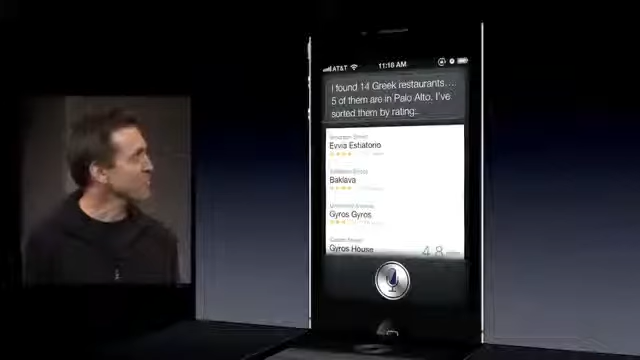 AT&T 11:18 AM
I found 14 Greek restaurants....
5 of them are in Palo Alto. I've
sorted them by rating:
Evvia Estiatorio
Baklava
Gyros Gyros
Gyros House
4.8